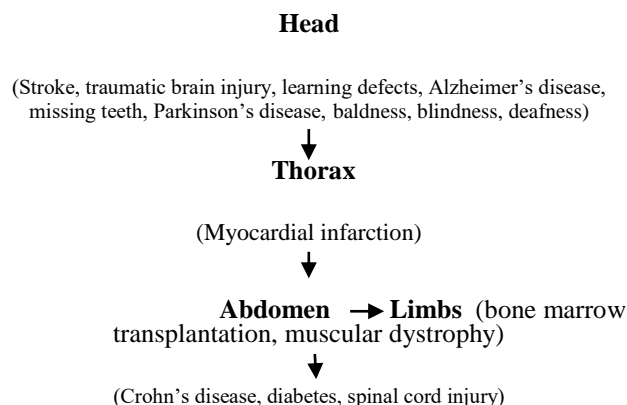 Head
(Stroke, traumatic brain injury, learning defects, Alzheimer’s disease,
missing teeth, Parkinson’s disease, baldness, blindness, deafness)
Thorax
(Myocardial infarction)
Abdomen Limbs (bone marrow
transplantation, muscular dystrophy)
(Crohn’s disease, diabetes, spinal cord injury)